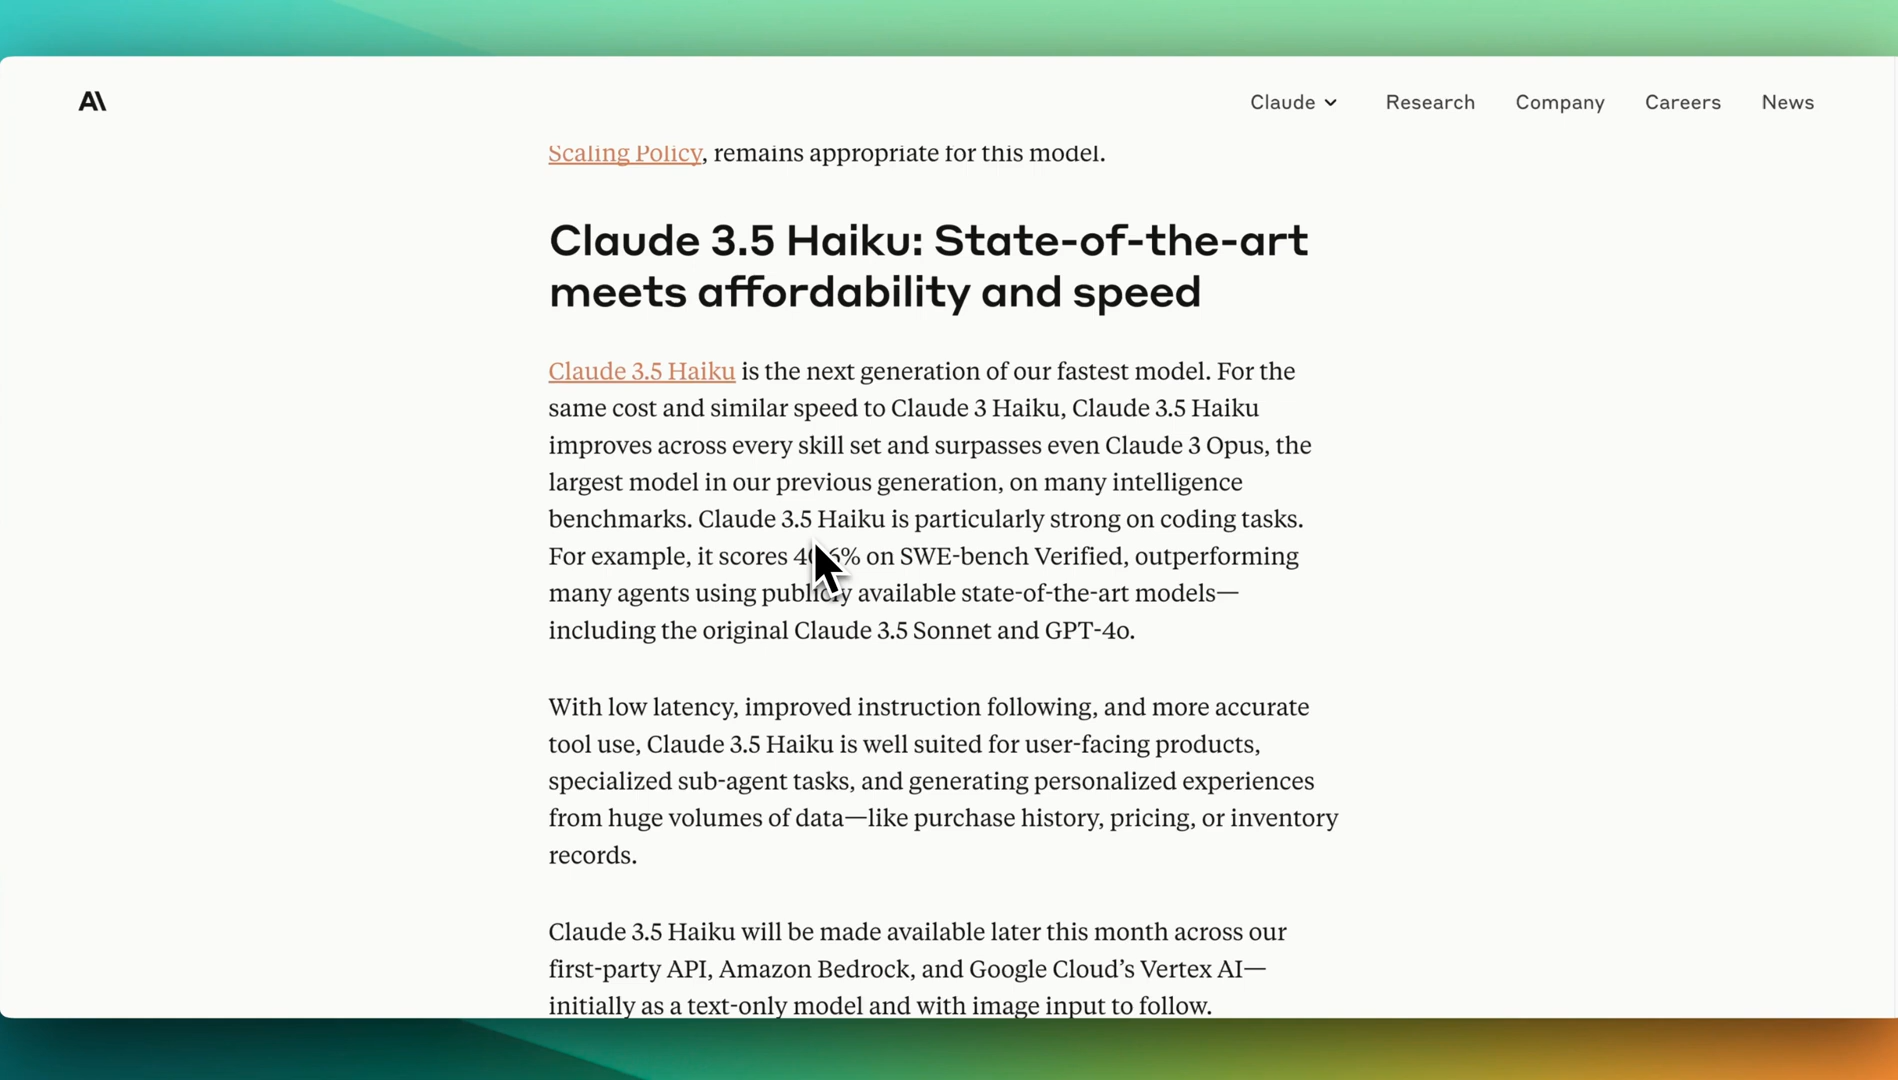 A\
Claude Research Company Careers News
Scaling Policy, remains appropriate for this model.
Claude 3.5 Haiku: State-of-the-art
meets affordability and speed
Claude 3.5 Haiku is the next generation of our fastest model. For the
same cost and similar speed to Claude 3 Haiku, Claude 3.5 Haiku
improves across every skill set and surpasses even Claude 3 Opus, the
largest model in our previous generation, on many intelligence
benchmarks. Claude 3.5 Haiku is particularly strong on coding tasks.
For example, it scores on SWE-bench Verified, outperforming
many agents using publicly available state-of-the-art models—
including the original Claude 3.5 Sonnet and GPT-4o.
With low latency, improved instruction following, and more accurate
tool use, Claude 3.5 Haiku is well suited for user-facing products,
specialized sub-agent tasks, and generating personalized experiences
from huge volumes of data—like purchase history, pricing, or inventory
records.
Claude 3.5 Haiku will be made available later this month across our
first-party API, Amazon Bedrock, and Google Cloud’s Vertex AI—
initially as a text-only model and with image input to follow.